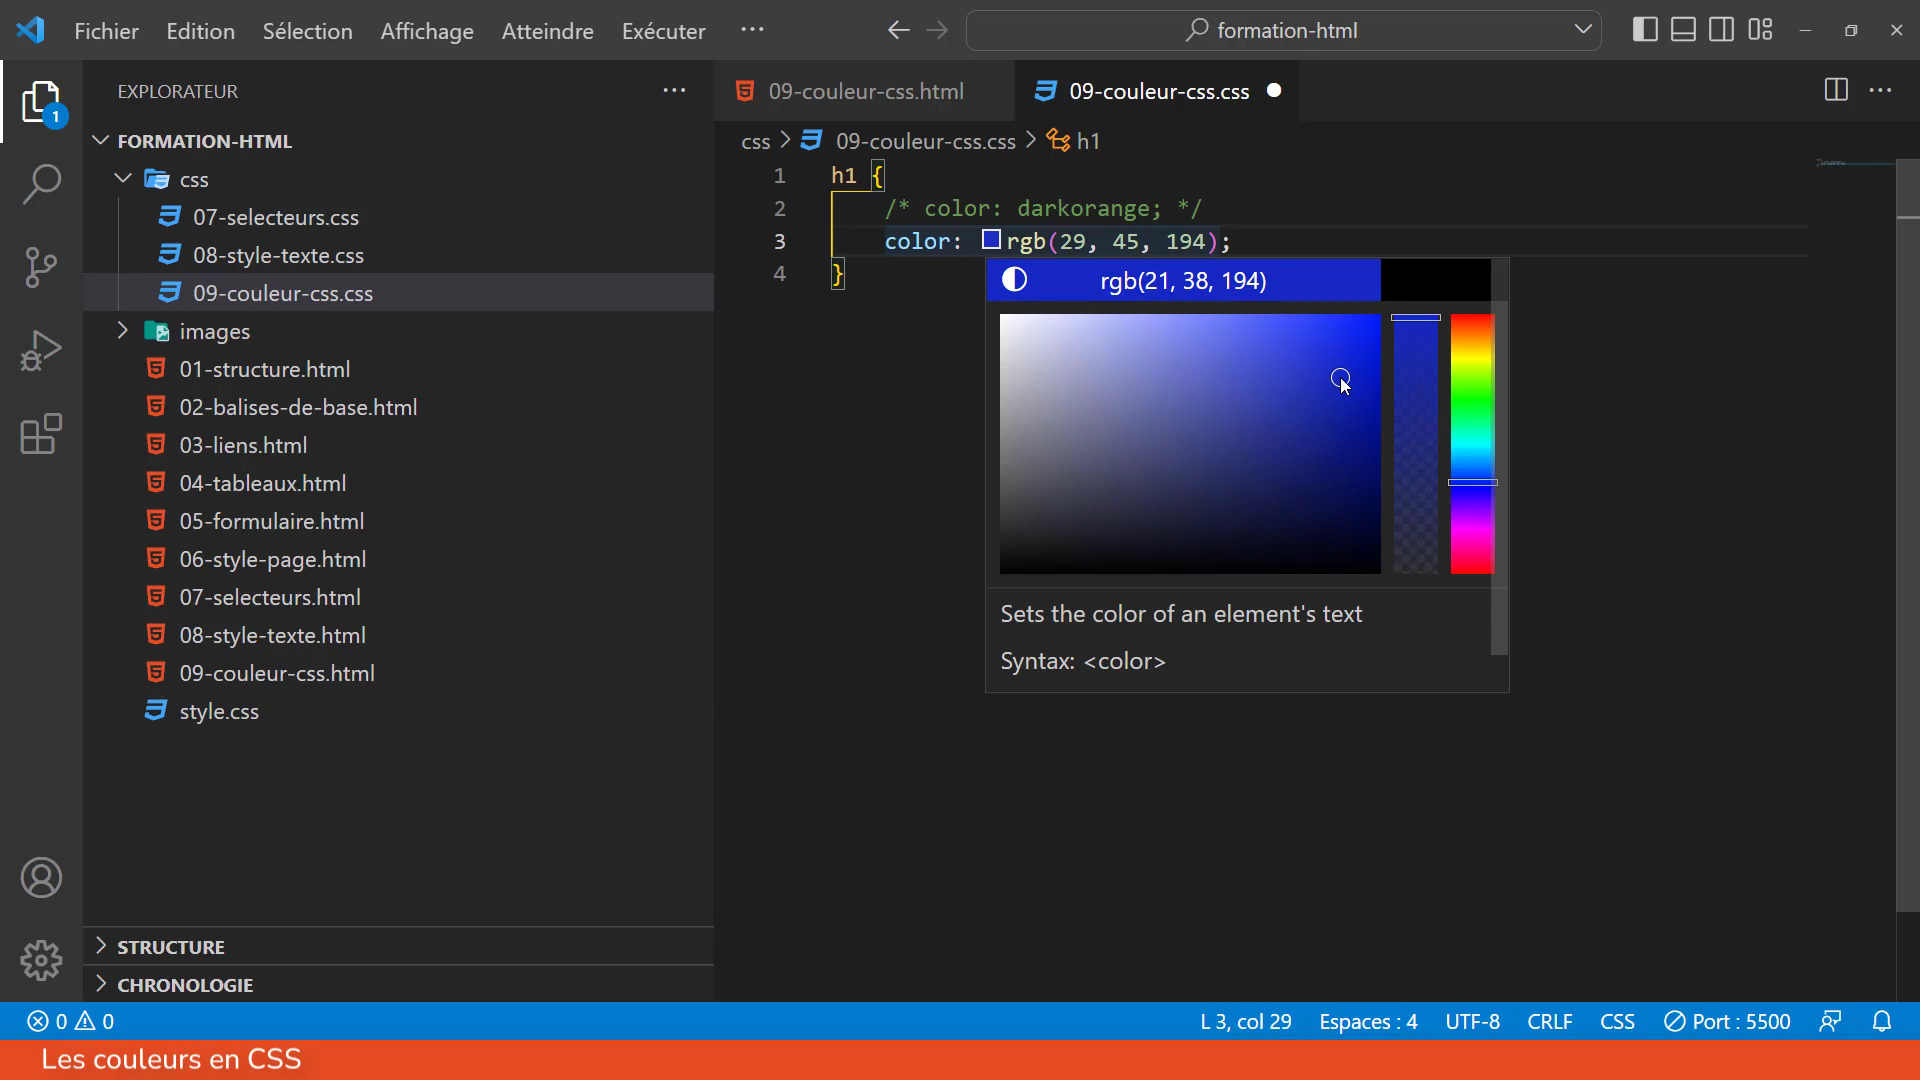 Fichier Edition Sélection Affichage Atteindre Exécuter ··· formation-html
EXPLORATEUR ···
FORMATION-HTML
css
07-selecteurs.css
08-style-texte.css
09-couleur-css.css
images
01-structure.html
02-balises-de-base.html
03-liens.html
04-tableaux.html
05-formulaire.html
06-style-page.html
07-selecteurs.html
08-style-texte.html
09-couleur-css.html
style.css
STRUCTURE
CHRONOLOGIE
1
09-couleur-css.html 09-couleur-css.css
css > 09-couleur-css.css > h1
1 h1 {
2 /* color: darkorange; */
3 color: rgb(29, 45, 194);
4 }
rgb(21, 38, 194)
Sets the color of an element's text
Syntax: <color>
0 0 L 3, col 29 Espaces : 4 UTF-8 CRLF CSS Port : 5500
Les couleurs en CSS